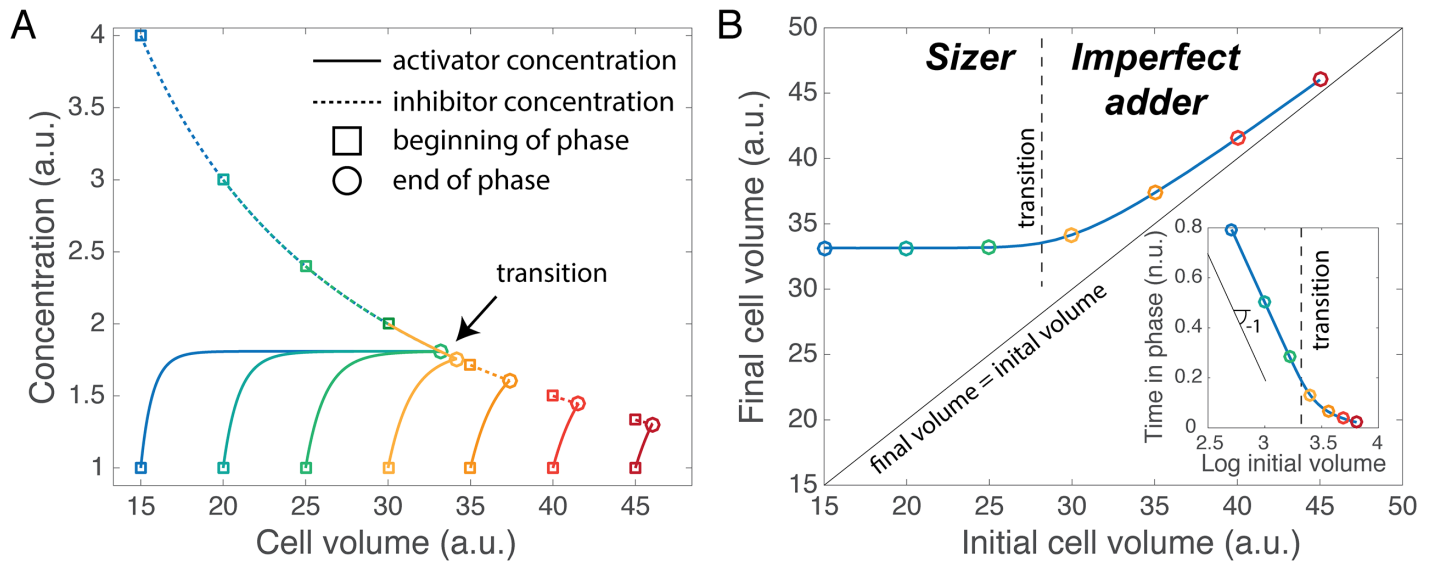 A
Concentration (a.u.)
4
3.5
3
2.5
2
1.5
1
activator concentration
inhibitor concentration
beginning of phase
end of phase
transition
15 20 25 30 35 40 45
Cell volume (a.u.)
B
Final cell volume (a.u.)
50
45
40
35
30
25
20
15
Sizer
Imperfect
adder
transition
final volume = inital volume
Time in phase (n.u.)
0.8
0.6
0.4
0.2
0
-1
transition
2.5 3 3.5 4
Log initial volume
15 20 25 30 35 40 45 50
Initial cell volume (a.u.)